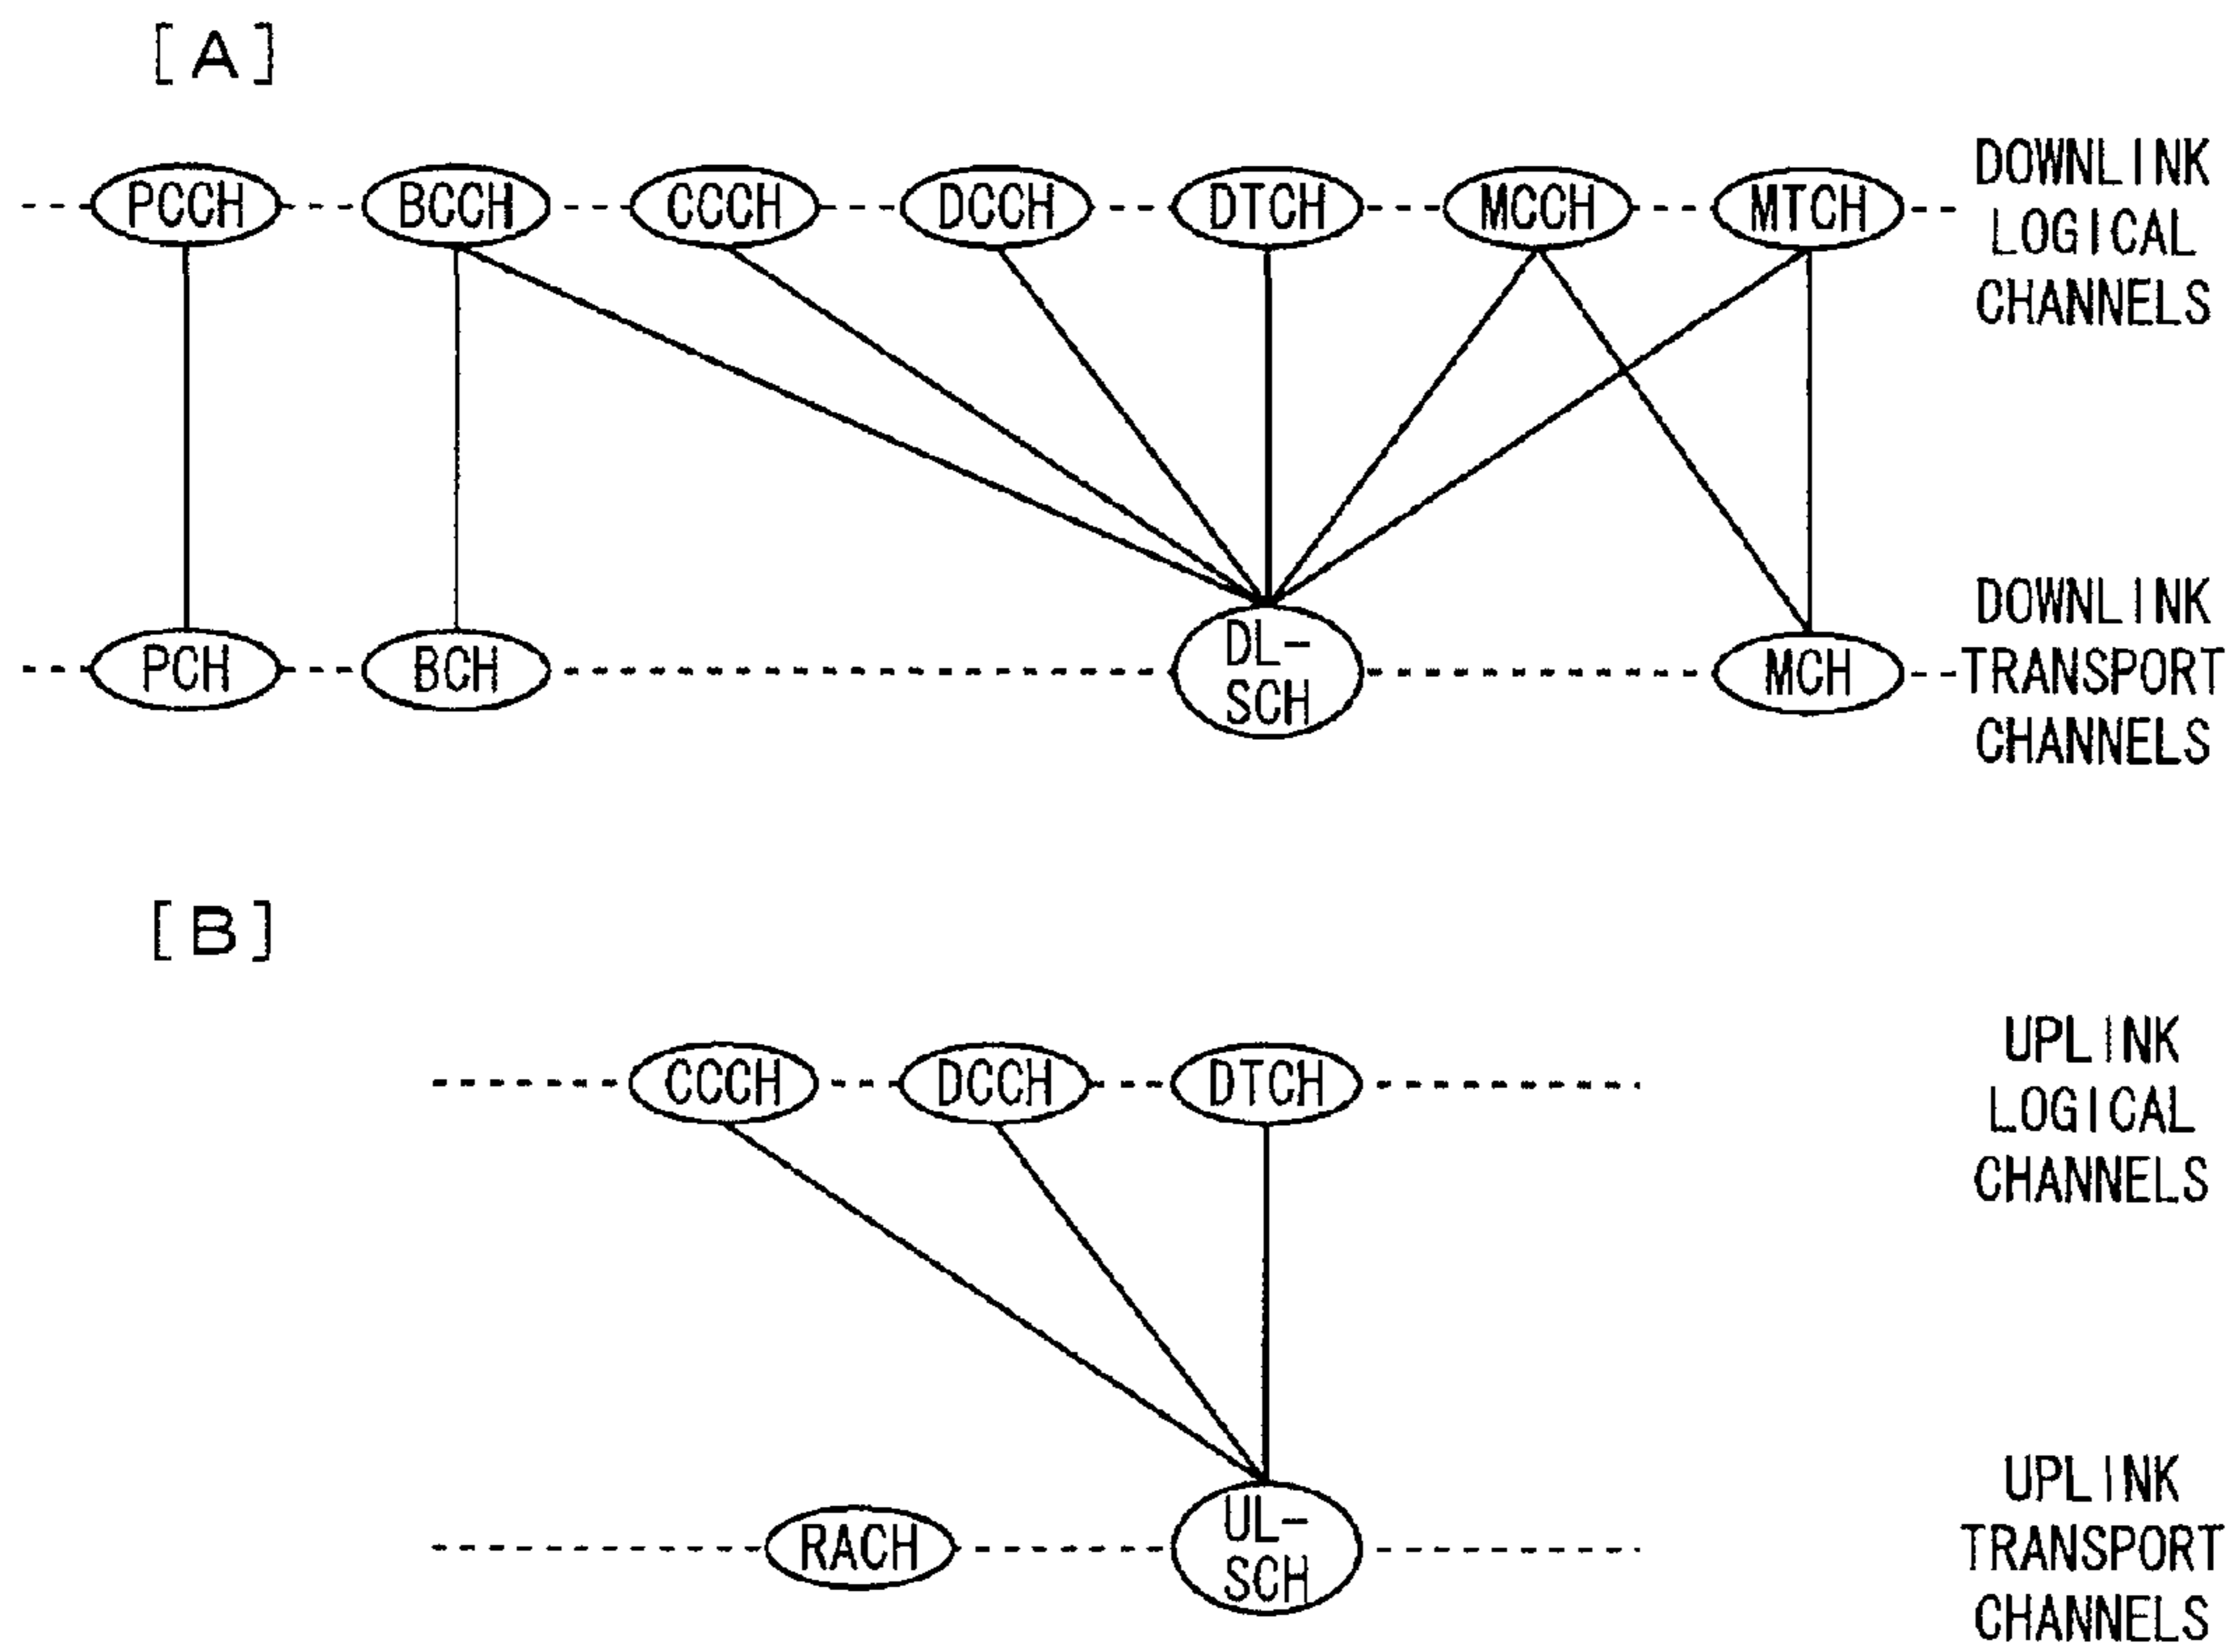 [A]
PCCH BCCH CCCH DCCH DTCH MCCH MTCH
DOWNLINK
LOGICAL
CHANNELS
PCH BCH
DL-
SCH
MCH
DOWNLINK
TRANSPORT
CHANNELS
[B]
CCCH DCCH DTCH
UPLINK
LOGICAL
CHANNELS
RACH
UL-
SCH
UPLINK
TRANSPORT
CHANNELS